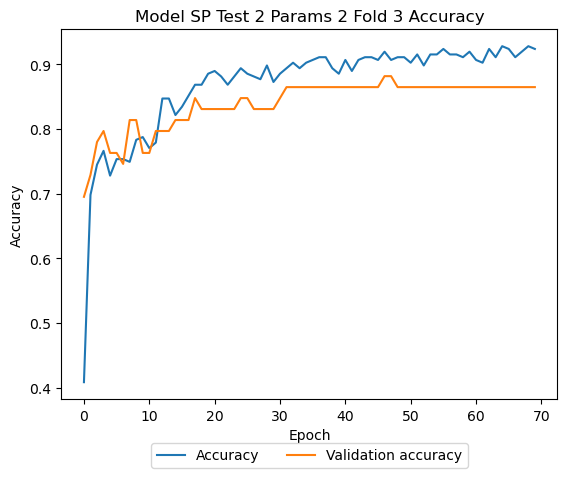 Model SP Test 2 Params 2 Fold 3 Accuracy
0.9
0.8
0.7
0.6
0.5
0.4
Accuracy
0 10 20 30 40 50 60 70
Epoch
Accuracy Validation accuracy